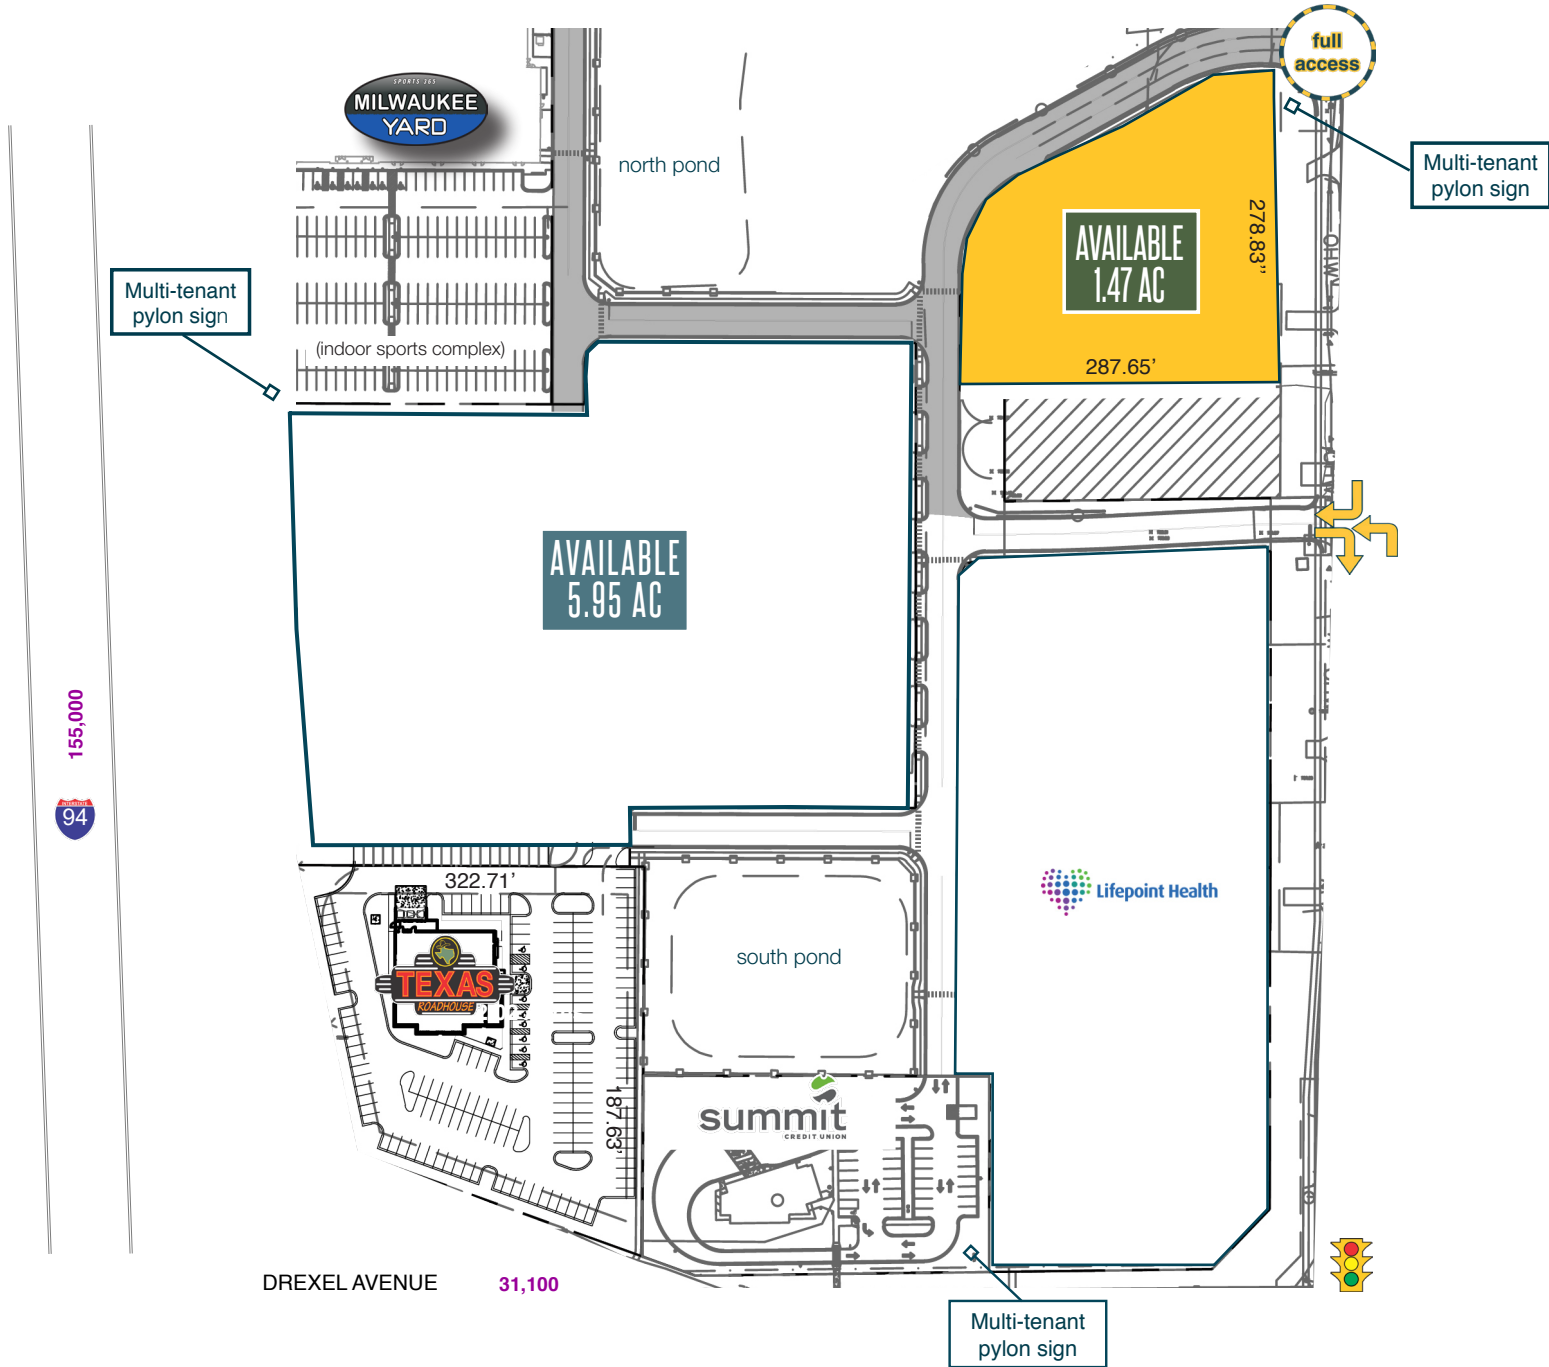 full
access
SPORTS 365
MILWAUKEE
YARD
north pond
Multi-tenant
pylon sign
278.83”
OHW
AVAILABLE
1.47 AC
Multi-tenant
pylon sign
(indoor sports complex)
287.65’
AVAILABLE
5.95 AC
155,000
INTERSTATE
94
322.71’
Lifepoint Health
TEXAS
ROADHOUSE
south pond
187.63’
summit
CREDIT UNION
DREXEL AVENUE
31,100
Multi-tenant
pylon sign